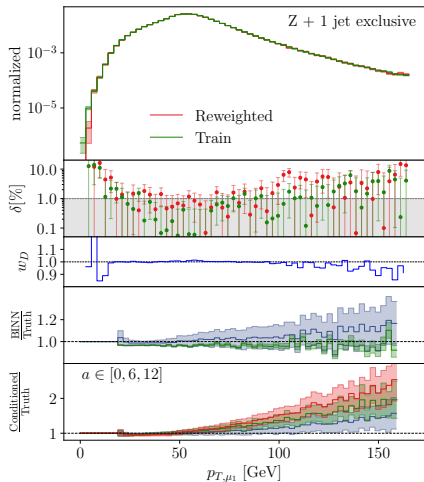 Z + 1 jet exclusive
normalized
10⁻³
10⁻⁵
Reweighted
Train
δ[%]
10.0
1.0
0.1
w_D
1.0
0.9
BINN
Truth
1.2
1.0
a ∈ [0, 6, 12]
Conditioned
Truth
2
1
0 50 100 150
p_{T,μ₁} [GeV]